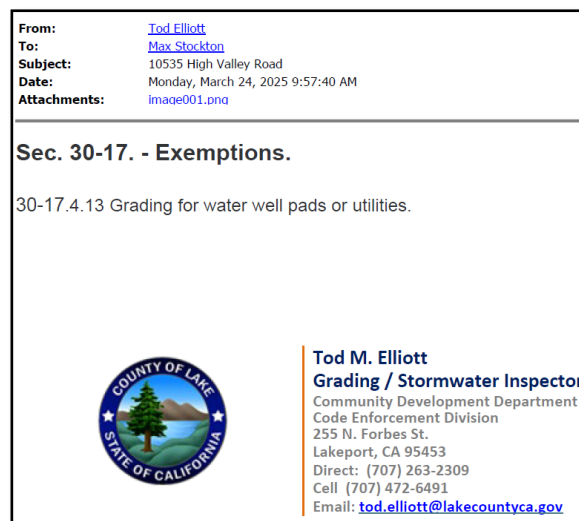 From: Tod Elliott
To: Max Stockton
Subject: 10535 High Valley Road
Date: Monday, March 24, 2025 9:57:40 AM
Attachments: image001.png
Sec. 30-17. - Exemptions.
30-17.4.13 Grading for water well pads or utilities.
COUNTY OF LAKE
STATE OF CALIFORNIA
Tod M. Elliott
Grading / Stormwater Inspector
Community Development Department
Code Enforcement Division
255 N. Forbes St.
Lakeport, CA 95453
Direct: (707) 263-2309
Cell (707) 472-6491
Email: tod.elliott@lakecountyca.gov